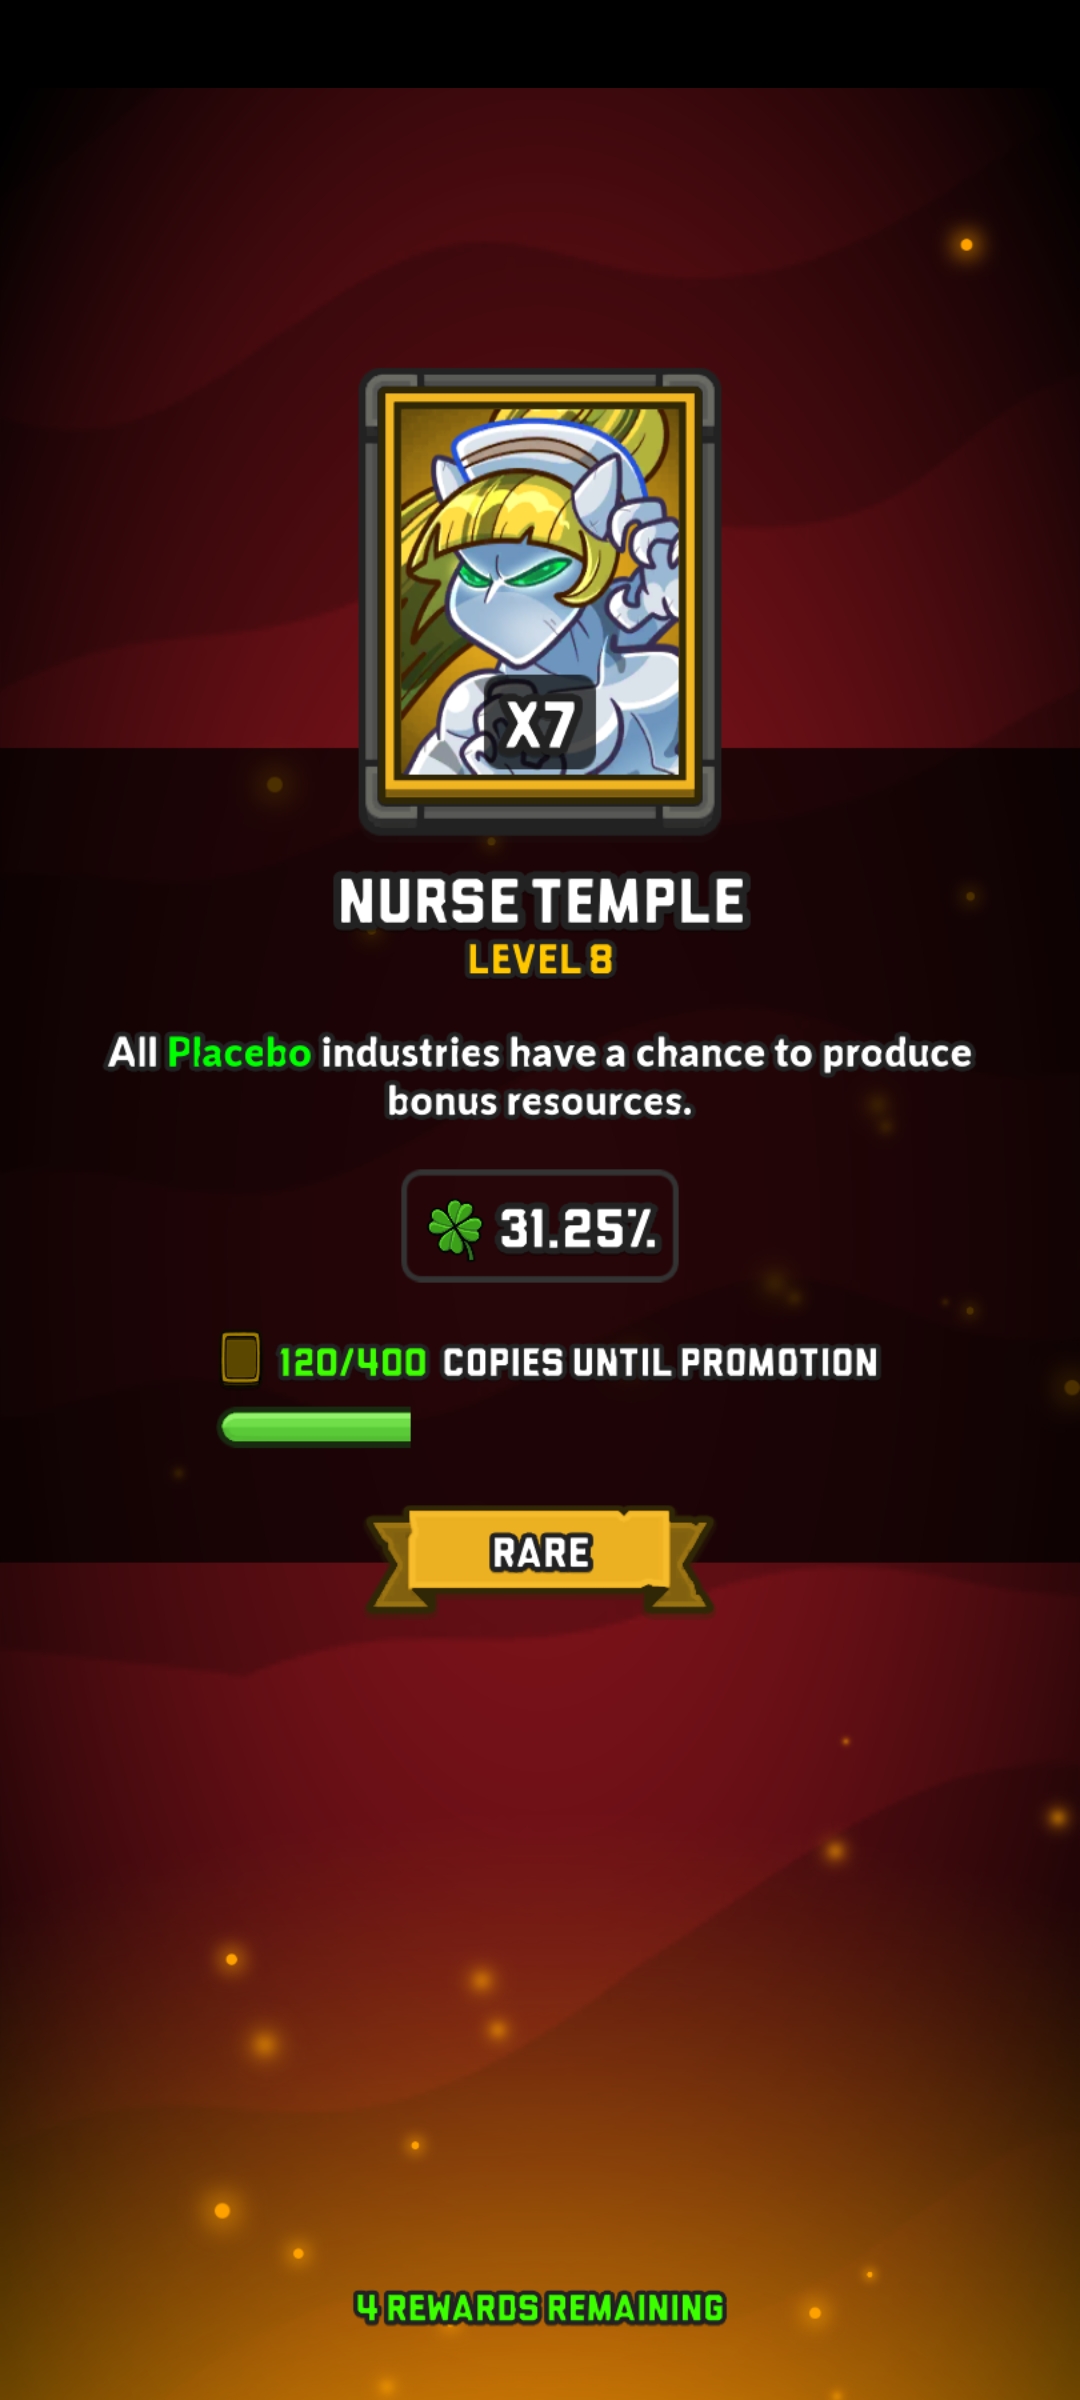 X7
NURSE TEMPLE
LEVEL 8
All Placebo industries have a chance to produce
bonus resources.
31.25%
120/400 COPIES UNTIL PROMOTION
RARE
4 REWARDS REMAINING